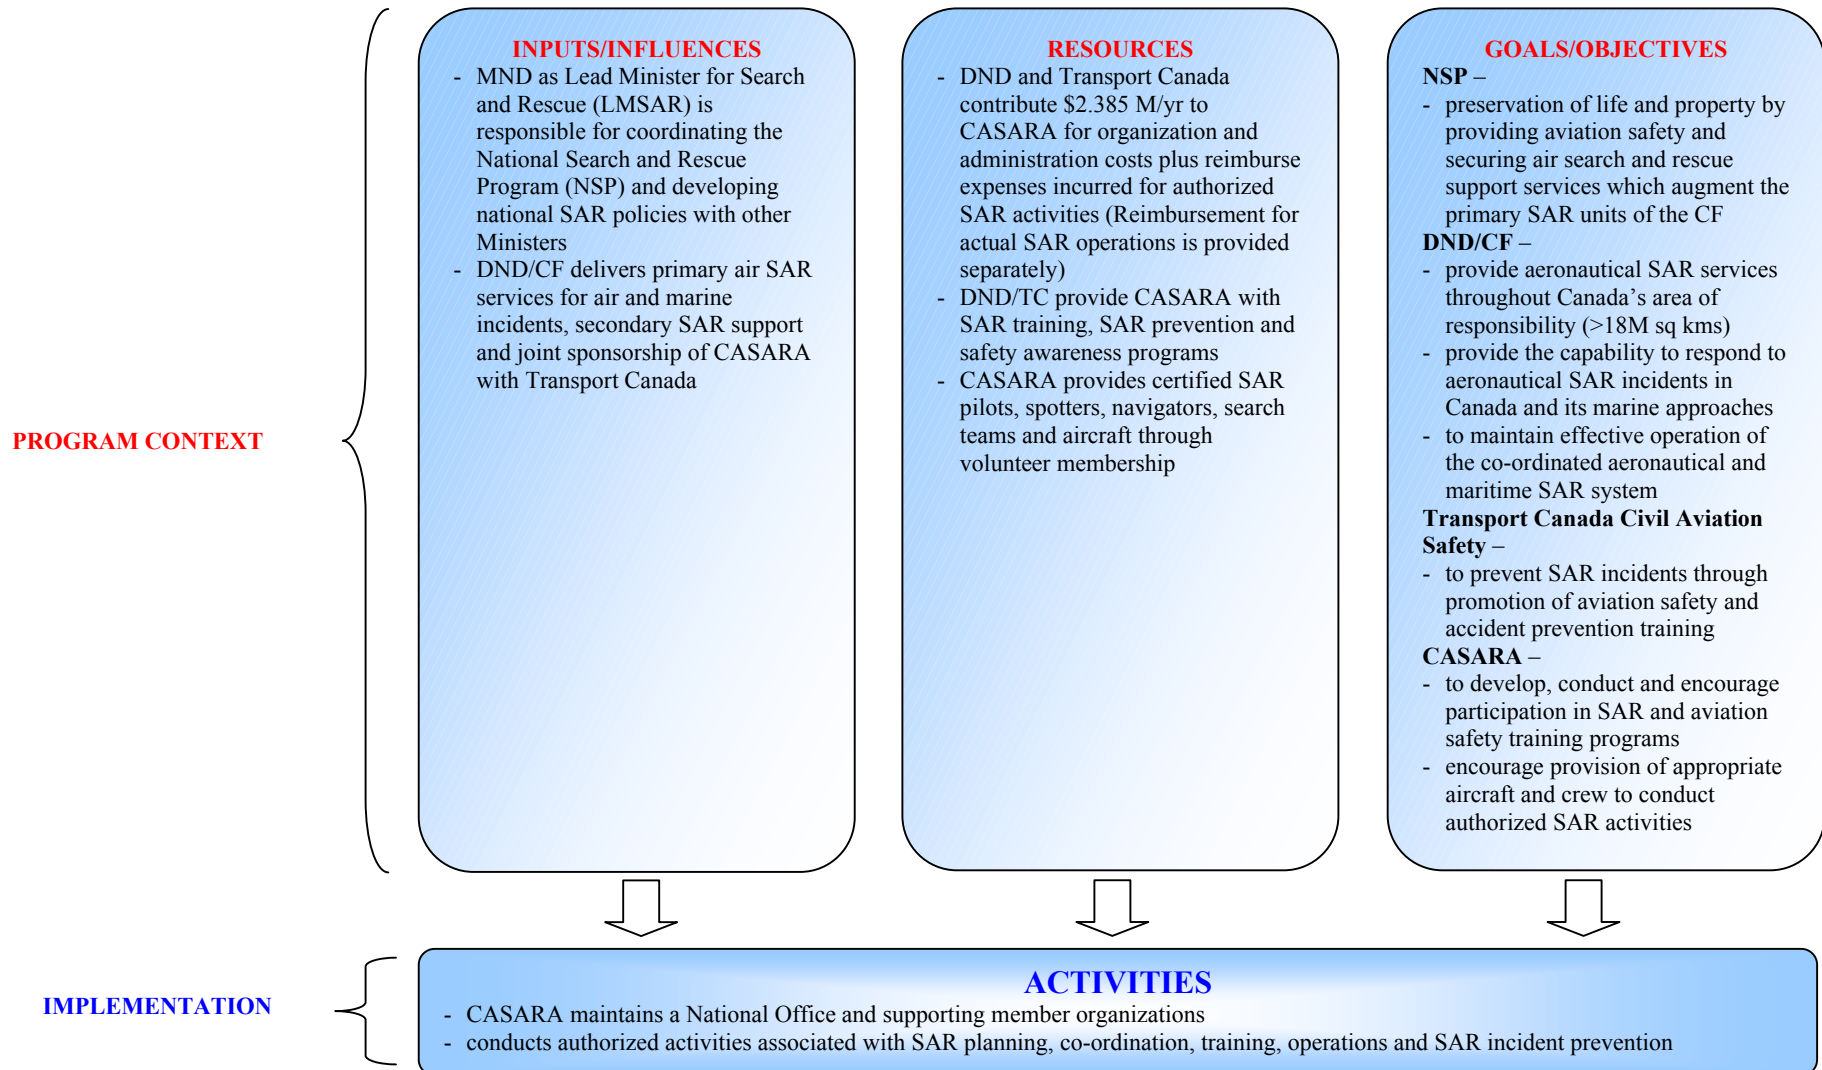 PROGRAM CONTEXT
INPUTS/INFLUENCES
- MND as Lead Minister for Search
and Rescue (LMSAR) is
responsible for coordinating the
National Search and Rescue
Program (NSP) and developing
national SAR policies with other
Ministers
- DND/CF delivers primary air SAR
services for air and marine
incidents, secondary SAR support
and joint sponsorship of CASARA
with Transport Canada
RESOURCES
- DND and Transport Canada
contribute $2.385 M/yr to
CASARA for organization and
administration costs plus reimburse
expenses incurred for authorized
SAR activities (Reimbursement for
actual SAR operations is provided
separately)
- DND/TC provide CASARA with
SAR training, SAR prevention and
safety awareness programs
- CASARA provides certified SAR
pilots, spotters, navigators, search
teams and aircraft through
volunteer membership
GOALS/OBJECTIVES
NSP –
- preservation of life and property by
providing aviation safety and
securing air search and rescue
support services which augment the
primary SAR units of the CF
DND/CF –
- provide aeronautical SAR services
throughout Canada’s area of
responsibility (>18M sq kms)
- provide the capability to respond to
aeronautical SAR incidents in
Canada and its marine approaches
- to maintain effective operation of
the co-ordinated aeronautical and
maritime SAR system
Transport Canada Civil Aviation
Safety –
- to prevent SAR incidents through
promotion of aviation safety and
accident prevention training
CASARA –
- to develop, conduct and encourage
participation in SAR and aviation
safety training programs
- encourage provision of appropriate
aircraft and crew to conduct
authorized SAR activities
IMPLEMENTATION
ACTIVITIES
- CASARA maintains a National Office and supporting member organizations
- conducts authorized activities associated with SAR planning, co-ordination, training, operations and SAR incident prevention